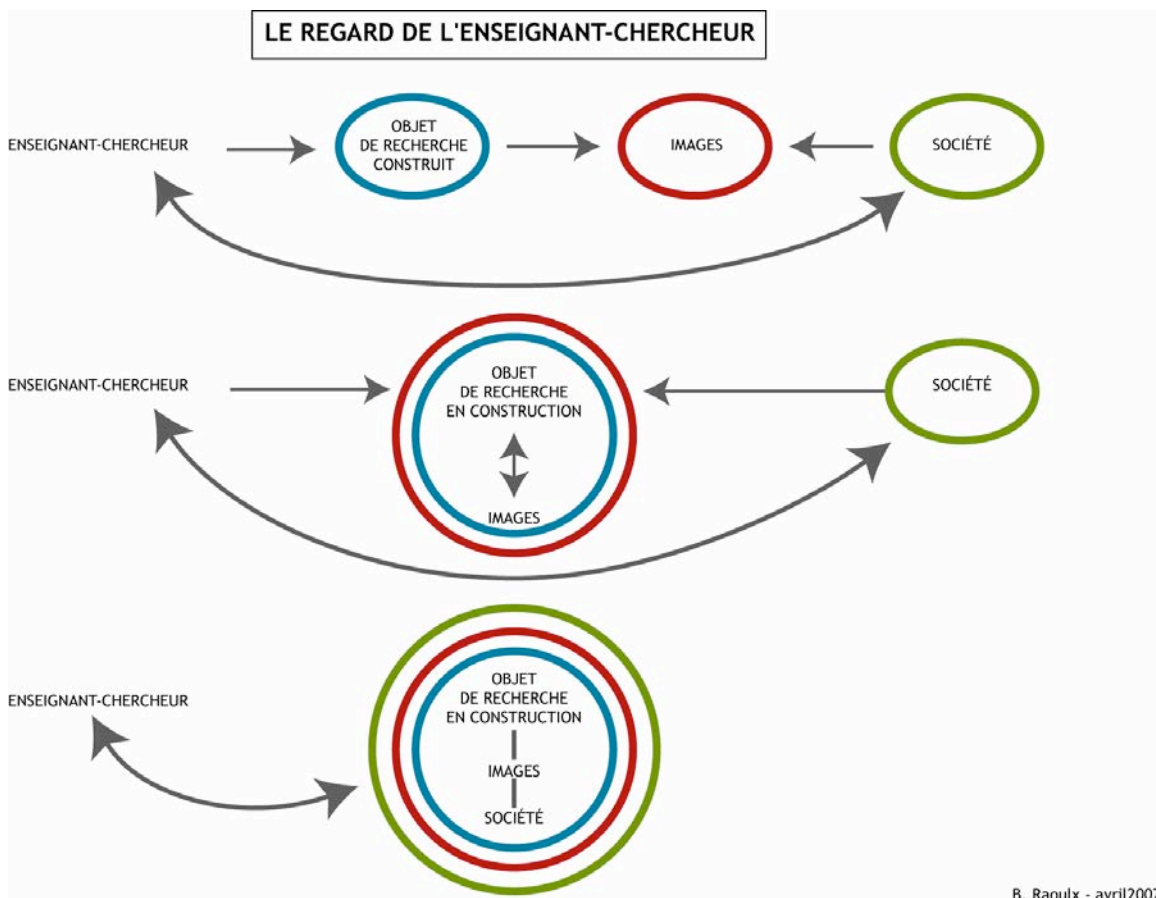 LE REGARD DE L'ENSEIGNANT-CHERCHEUR
ENSEIGNANT-CHERCHEUR
OBJET
DE RECHERCHE
CONSTRUIT
IMAGES
SOCIÉTÉ
ENSEIGNANT-CHERCHEUR
OBJET
DE RECHERCHE
EN CONSTRUCTION
IMAGES
SOCIÉTÉ
ENSEIGNANT-CHERCHEUR
OBJET
DE RECHERCHE
EN CONSTRUCTION
IMAGES
SOCIÉTÉ
B. Raoulx - avril2007